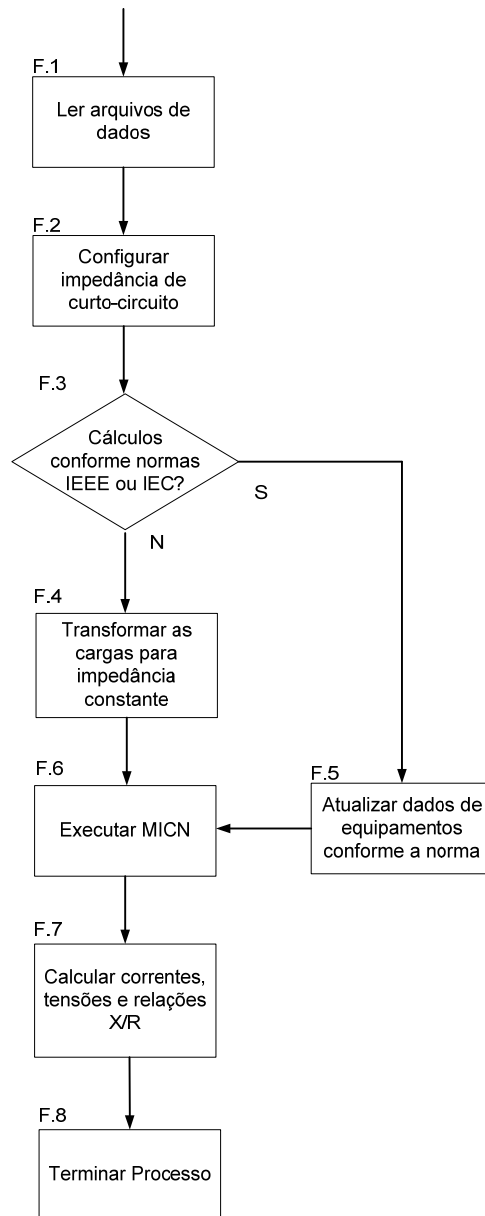 F.1
Ler arquivos de
dados
F.2
Configurar
impedância de
curto-circuito
F.3
Cálculos
conforme normas
IEEE ou IEC?
S
N
F.4
Transformar as
cargas para
impedância
constante
F.5
Atualizar dados de
equipamentos
conforme a norma
F.6
Executar MICN
F.7
Calcular correntes,
tensões e relações
X/R
F.8
Terminar Processo